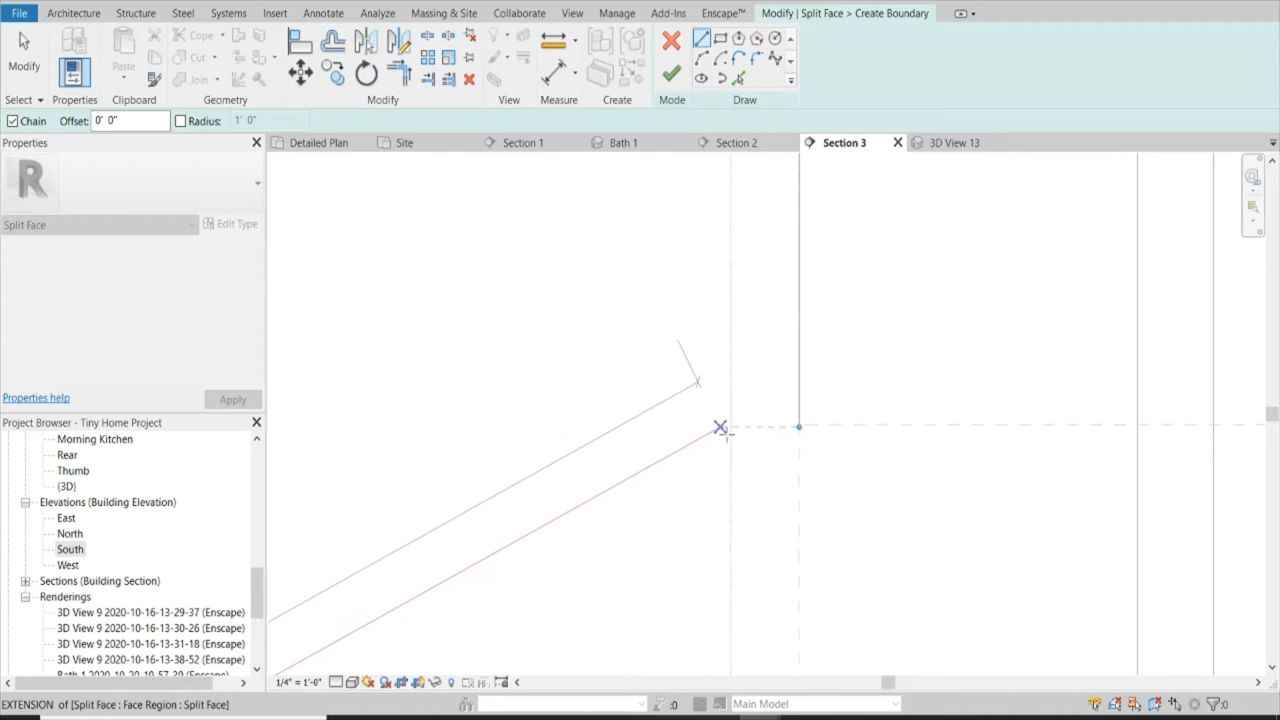 File Architecture Structure Steel Systems Insert Annotate Analyze Massing & Site Collaborate View Manage Add-Ins Enscape™ Modify | Split Face > Create Boundary
Modify Paste Cope Cut Join
Select Properties Clipboard Geometry Modify View Measure Create Mode Draw
Chain Offset: 0' 0" Radius: 1' 0"
Properties Detailed Plan Site Section 1 Bath 1 Section 2 Section 3 3D View 13
R
Split Face Edit Type
Properties help Apply
Project Browser - Tiny Home Project
Morning Kitchen
Rear
Thumb
{3D}
Elevations (Building Elevation)
East
North
South
West
Sections (Building Section)
Renderings
3D View 9 2020-10-16-13-29-37 (Enscape)
3D View 9 2020-10-16-13-30-26 (Enscape)
3D View 9 2020-10-16-13-31-18 (Enscape)
3D View 9 2020-10-16-13-38-52 (Enscape)
1/4" = 1'-0"
EXTENSION of [Split Face : Face Region : Split Face] :0 Main Model :0